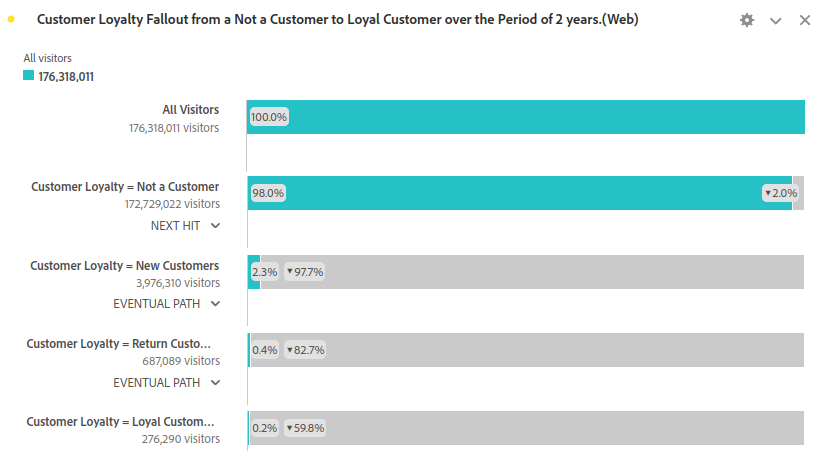 Customer Loyalty Fallout from a Not a Customer to Loyal Customer over the Period of 2 years.(Web)
All visitors
176,318,011
All Visitors
176,318,011 visitors
100.0%
Customer Loyalty = Not a Customer
172,729,022 visitors
NEXT HIT
98.0%
▼2.0%
Customer Loyalty = New Customers
3,976,310 visitors
EVENTUAL PATH
2.3% ▼97.7%
Customer Loyalty = Return Custo...
687,089 visitors
EVENTUAL PATH
0.4% ▼82.7%
Customer Loyalty = Loyal Custom...
276,290 visitors
0.2% ▼59.8%